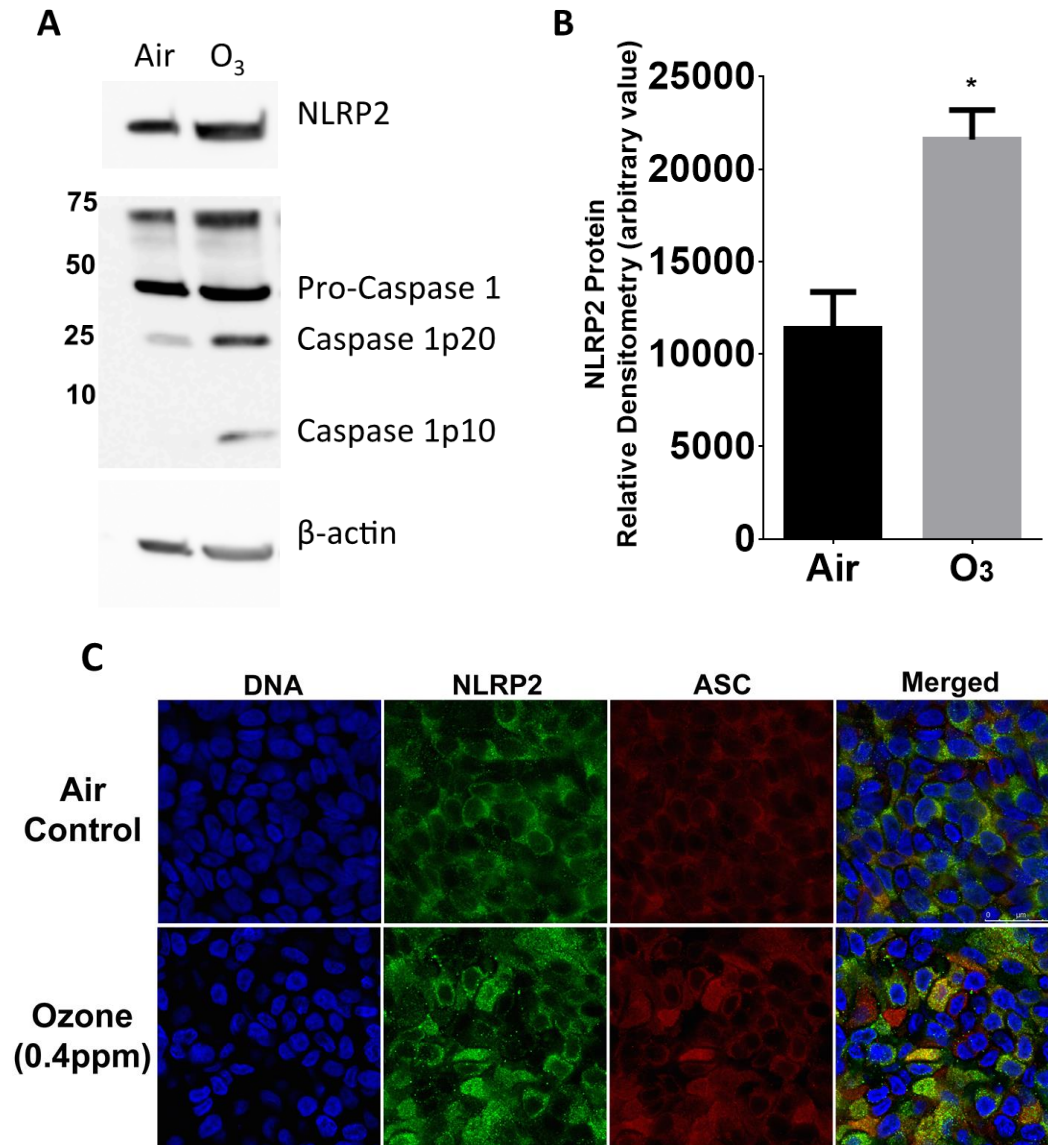 A
Air O₃
NLRP2
75
50
Pro-Caspase 1
25
Caspase 1p20
10
Caspase 1p10
β-actin
B
NLRP2 Protein
Relative Densitometry (arbitrary value)
25000
20000
15000
10000
5000
0
*
Air O₃
C
DNA NLRP2 ASC Merged
Air
Control
0 µm
Ozone
(0.4ppm)